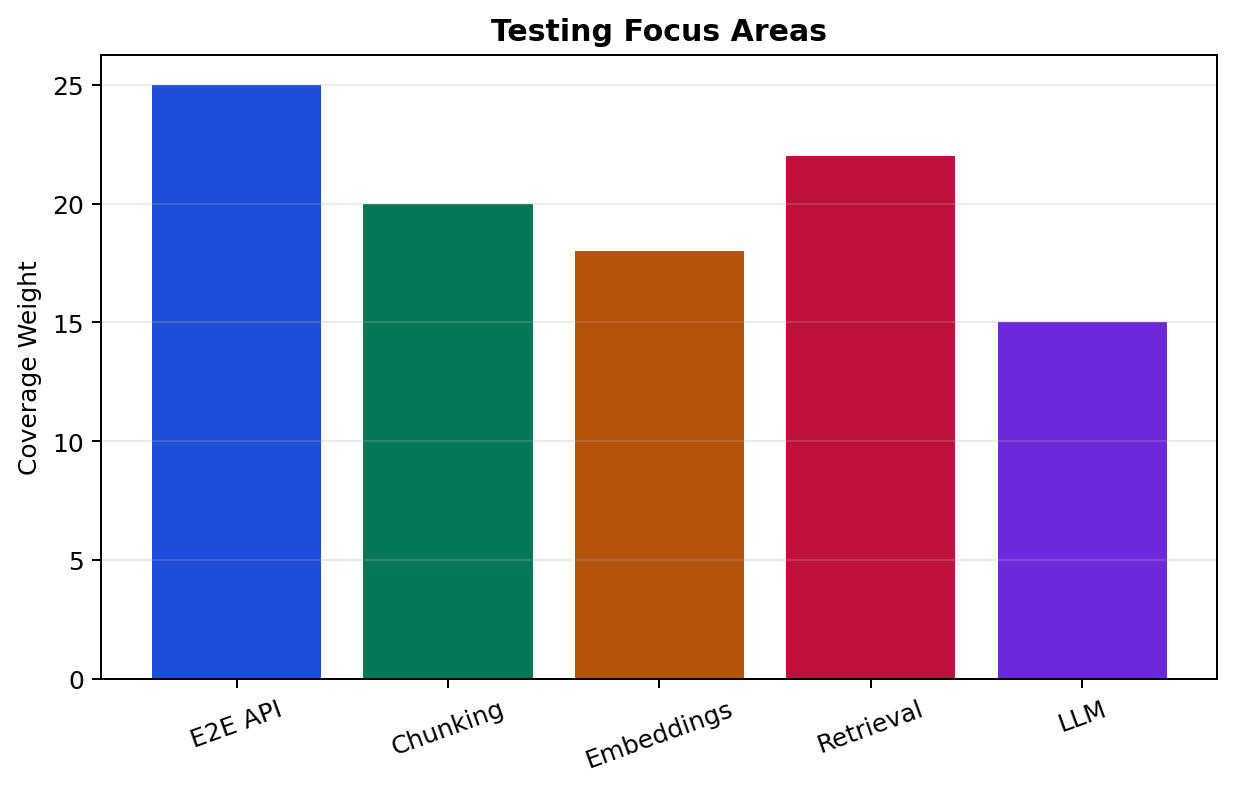 Testing Focus Areas
Coverage Weight
25
20
15
10
5
0
E2E API
Chunking
Embeddings
Retrieval
LLM